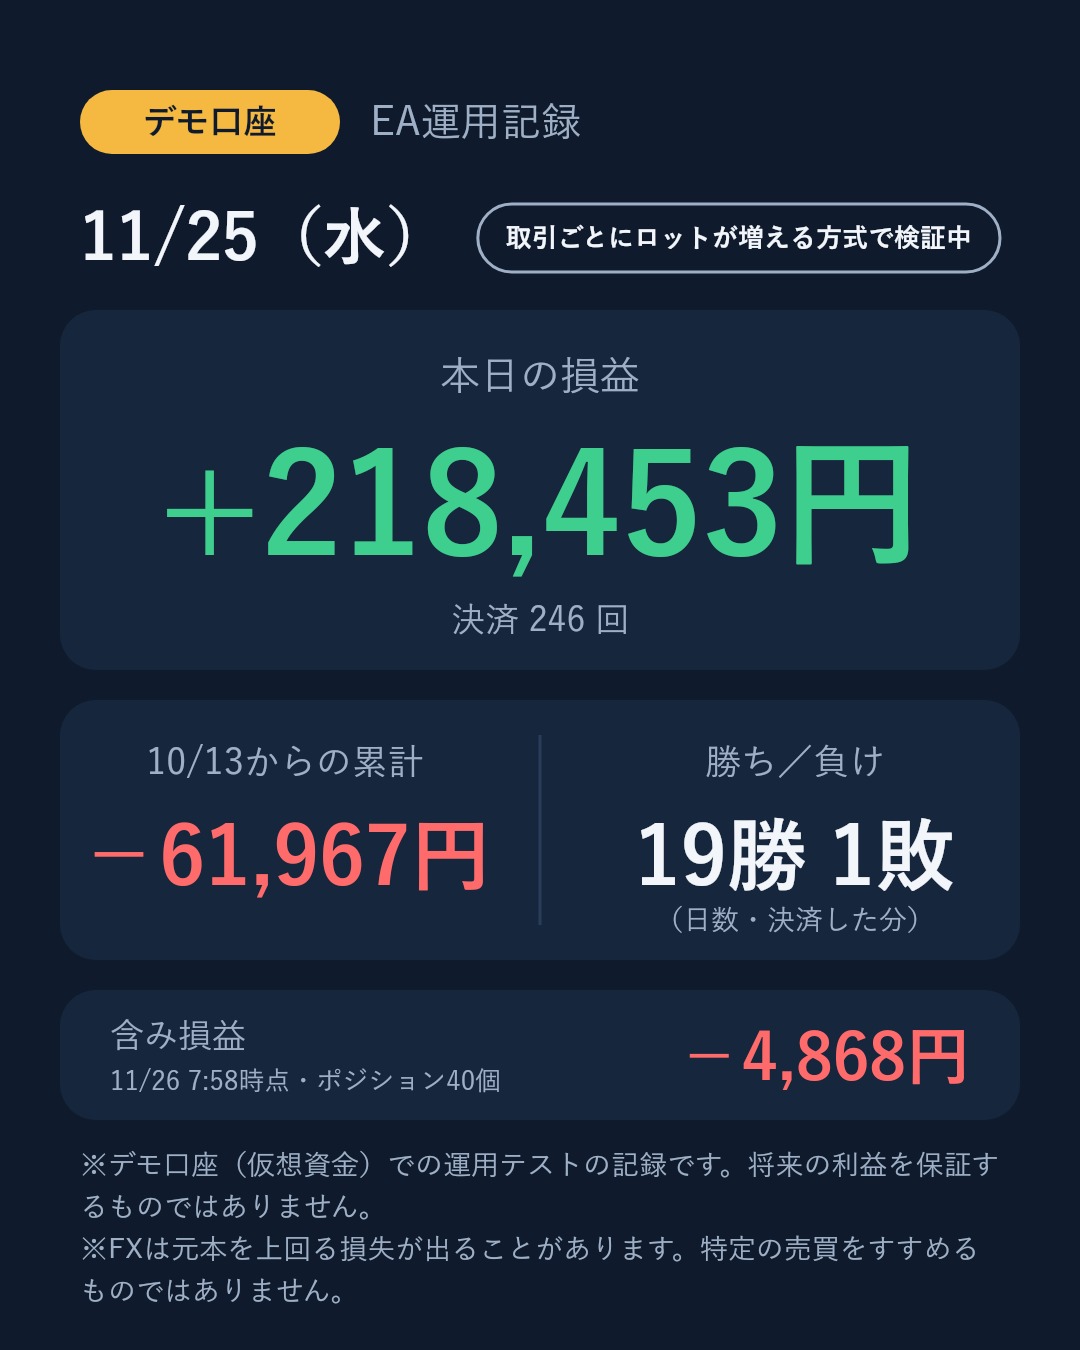 デモ口座
EA運用記録
11/25（水）
取引ごとにロットが増える方式で検証中
本日の損益
＋218,453円
決済 246 回
10/13からの累計
－61,967円
勝ち／負け
19勝 1敗
（日数・決済した分）
含み損益
11/26 7:58時点・ポジション40個
－4,868円
※デモ口座（仮想資金）での運用テストの記録です。将来の利益を保証す
るものではありません。
※FXは元本を上回る損失が出ることがあります。特定の売買をすすめる
ものではありません。